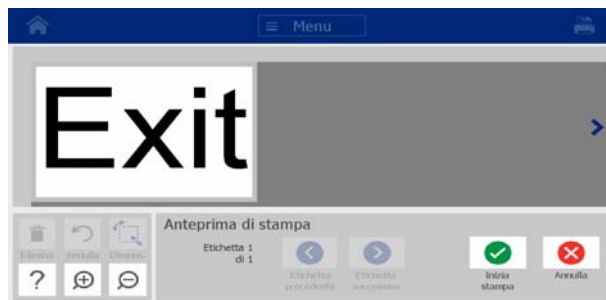 Menu
Exit
Anteprima di stampa
Etichetta 1
di 1
Elimina
Annulla
Dimens.
?
Etichetta
precedente
Etichetta
successiva
Inizia
stampa
Annulla